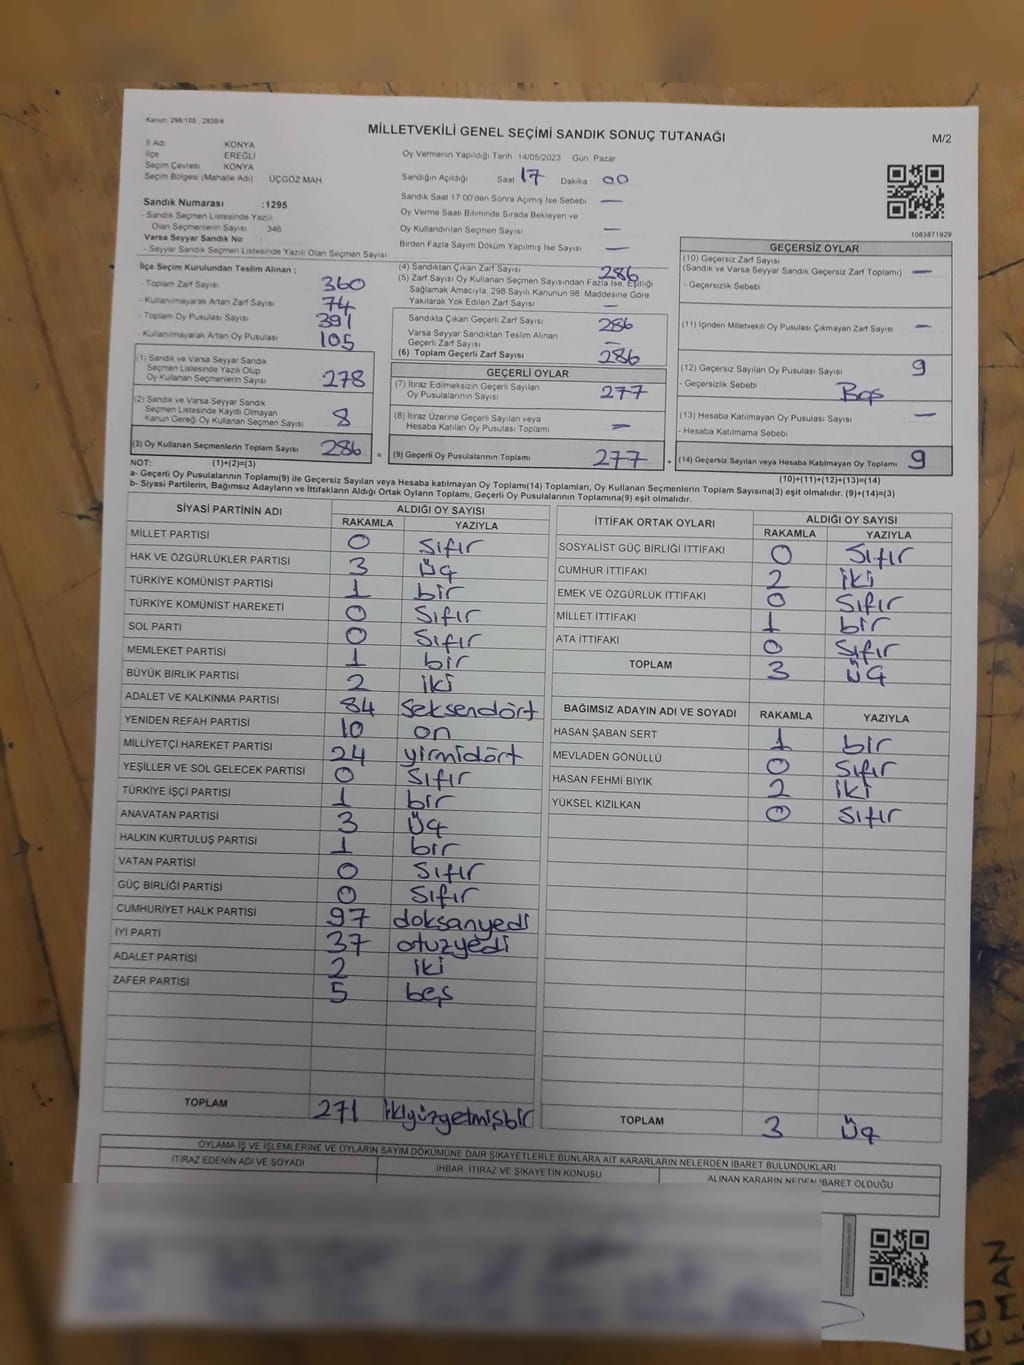 Kanun: 298/105 . 2839/4
MİLLETVEKİLİ GENEL SEÇİMİ SANDIK SONUÇ TUTANAĞI
M/2
İl Adı KONYA
İlçe EREĞLİ
Seçim Çevresi KONYA
Seçim Bölgesi (Mahalle Adı) ÜÇGÖZ MAH.
Sandık Numarası :1295
- Sandık Seçmen Listesinde Yazılı
Olan Seçmenlerin Sayısı : 346
Varsa Seyyar Sandık No :
- Seyyar Sandık Seçmen Listesinde Yazılı Olan Seçmen Sayısı
Oy Vermenin Yapıldığı Tarih 14/05/2023 Gün Pazar
Sandığın Açıldığı Saat 17 Dakika 00
Sandık Saat 17 00'den Sonra Açımış İse Sebebi —
Oy Verme Saati Bitiminde Sırada Bekleyen ve
Oy Kullandırılan Seçmen Sayısı —
Birden Fazla Sayım Döküm Yapılmış İse Sayısı —
1083871929
İlçe Seçim Kurulundan Teslim Alınan ;
- Toplam Zarf Sayısı 360
- Kullanılmayarak Artan Zarf Sayısı 74
- Toplam Oy Pusulası Sayısı 391
- Kullanılmayarak Artan Oy Pusulası 105
(1) Sandık ve Varsa Seyyar Sandık
Seçmen Listesinde Yazılı Olup
Oy Kullanan Seçmenlerin Sayısı 278
(2) Sandık ve Varsa Seyyar Sandık
Seçmen Listesinde Kayıtlı Olmayan
Kanun Gereği Oy Kullanan Seçmen Sayısı 8
(3) Oy Kullanan Seçmenlerin Toplam Sayısı 286 =
(4) Sandıktan Çıkan Zarf Sayısı 286
(5) Zarf Sayısı Oy Kullanan Seçmen Sayısından Fazla İse, Eşitliği
Sağlamak Amacıyla, 298 Sayılı Kanunun 98. Maddesine Göre
Yakılarak Yok Edilen Zarf Sayısı —
Sandıkta Çıkan Geçerli Zarf Sayısı 286
Varsa Seyyar Sandıktan Teslim Alınan
Geçerli Zarf Sayısı —
(6) Toplam Geçerli Zarf Sayısı 286
GEÇERLİ OYLAR
(7) İtiraz Edilmeksizin Geçerli Sayılan
Oy Pusulalarının Sayısı 277
(8) İtiraz Üzerine Geçerli Sayılan veya
Hesaba Katılan Oy Pusulası Toplamı —
(9) Geçerli Oy Pusulalarının Toplamı 277 +
GEÇERSİZ OYLAR
(10) Geçersiz Zarf Sayısı
(Sandık ve Varsa Seyyar Sandık Geçersiz Zarf Toplamı) —
- Geçersizlik Sebebi
(11) İçinden Milletvekili Oy Pusulası Çıkmayan Zarf Sayısı —
(12) Geçersiz Sayılan Oy Pusulası Sayısı 9
- Geçersizlik Sebebi : Boş
(13) Hesaba Katılmayan Oy Pusulası Sayısı —
- Hesaba Katılmama Sebebi :
(14) Geçersiz Sayılan veya Hesaba Katılmayan Oy Toplamı 9
NOT: (1)+(2)=(3)
(10)+(11)+(12)+(13)=(14)
a- Geçerli Oy Pusulaları Toplamı(9) ile Geçersiz Sayılan veya Hesaba Katılmayan Oy Toplamı(14) Toplamları, Oy Kullanan Seçmenlerin Toplam Sayısına(3) eşit olmalıdır. (9)+(14)=(3)
b- Siyasi Partilerin, Bağımsız Adayların ve İttifakların Aldığı Ortak Oyların Toplamı, Geçerli Oy Pusulalarının Toplamına(9) eşit olmalıdır.
SİYASİ PARTİNİN ADI ALDIĞI OY SAYISI
RAKAMLA YAZIYLA
MİLLET PARTİSİ 0 sıfır
HAK VE ÖZGÜRLÜKLER PARTİSİ 3 üç
TÜRKİYE KOMÜNİST PARTİSİ 1 bir
TÜRKİYE KOMÜNİST HAREKETİ 0 sıfır
SOL PARTİ 0 sıfır
MEMLEKET PARTİSİ 1 bir
BÜYÜK BİRLİK PARTİSİ 2 iki
ADALET VE KALKINMA PARTİSİ 84 seksendört
YENİDEN REFAH PARTİSİ 10 on
MİLLİYETÇİ HAREKET PARTİSİ 24 yirmidört
YEŞİLLER VE SOL GELECEK PARTİSİ 0 sıfır
TÜRKİYE İŞÇİ PARTİSİ 1 bir
ANAVATAN PARTİSİ 3 üç
HALKIN KURTULUŞ PARTİSİ 1 bir
VATAN PARTİSİ 0 sıfır
GÜÇ BİRLİĞİ PARTİSİ 0 sıfır
CUMHURİYET HALK PARTİSİ 97 doksanyedi
İYİ PARTİ 37 otuzyedi
ADALET PARTİSİ 2 iki
ZAFER PARTİSİ 5 beş
TOPLAM 271 ikiyüzyetmişbir
İTTİFAK ORTAK OYLARI ALDIĞI OY SAYISI
RAKAMLA YAZIYLA
SOSYALİST GÜÇ BİRLİĞİ İTTİFAKI 0 sıfır
CUMHUR İTTİFAKI 2 iki
EMEK VE ÖZGÜRLÜK İTTİFAKI 0 sıfır
MİLLET İTTİFAKI 1 bir
ATA İTTİFAKI 0 sıfır
TOPLAM 3 üç
BAĞIMSIZ ADAYIN ADI VE SOYADI RAKAMLA YAZIYLA
HASAN ŞABAN SERT 1 bir
MEVLADEN GÖNÜLLÜ 0 sıfır
HASAN FEHMİ BIYIK 2 iki
YÜKSEL KIZILKAN 0 sıfır
TOPLAM 3 üç
OYLAMA İŞ VE İŞLEMLERİNE VE OYLARIN SAYIM DÖKÜMÜNE DAİR ŞİKAYETLERLE BUNLARA AİT KARARLARIN NELERDEN İBARET BULUNDUKLARI
İTİRAZ EDENİN ADI VE SOYADI İHBAR, İTİRAZ VE ŞİKAYETİN KONUSU ALINAN KARARIN NEDEN İBARET OLDUĞU